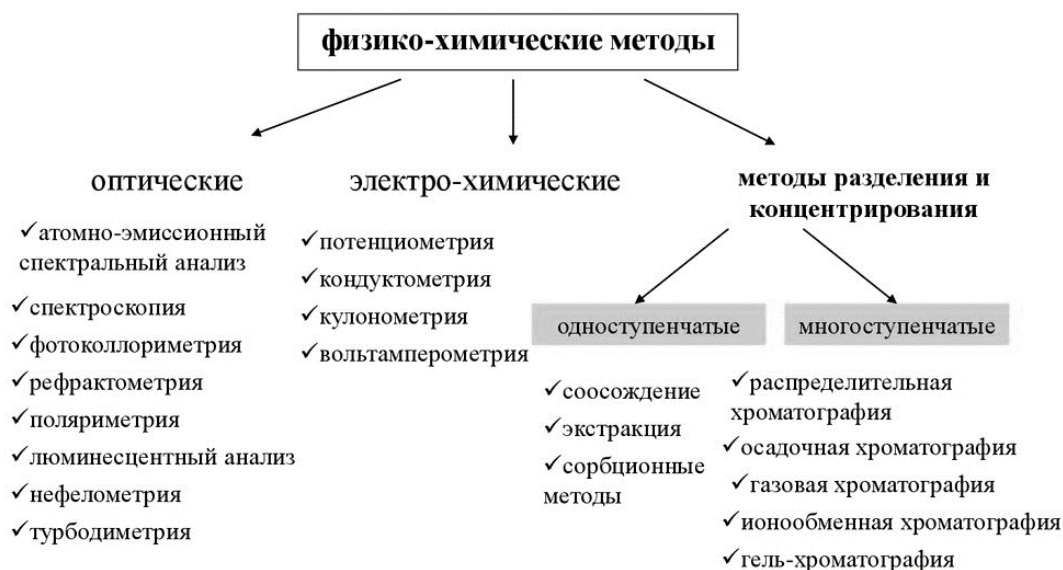 физико-химические методы
оптические
✓атомно-эмиссионный
спектральный анализ
✓спектроскопия
✓фотоколлориметрия
✓рефрактометрия
✓поляриметрия
✓люминесцентный анализ
✓нефелометрия
✓турбодиметрия
электро-химические
✓потенциометрия
✓кондуктометрия
✓кулонометрия
✓вольтамперометрия
методы разделения и
концентрирования
одноступенчатые
✓соосождение
✓экстракция
✓сорбционные
методы
многоступенчатые
✓распределительная
хроматография
✓осадочная хроматография
✓газовая хроматография
✓ионообменная хроматография
✓гель-хроматография